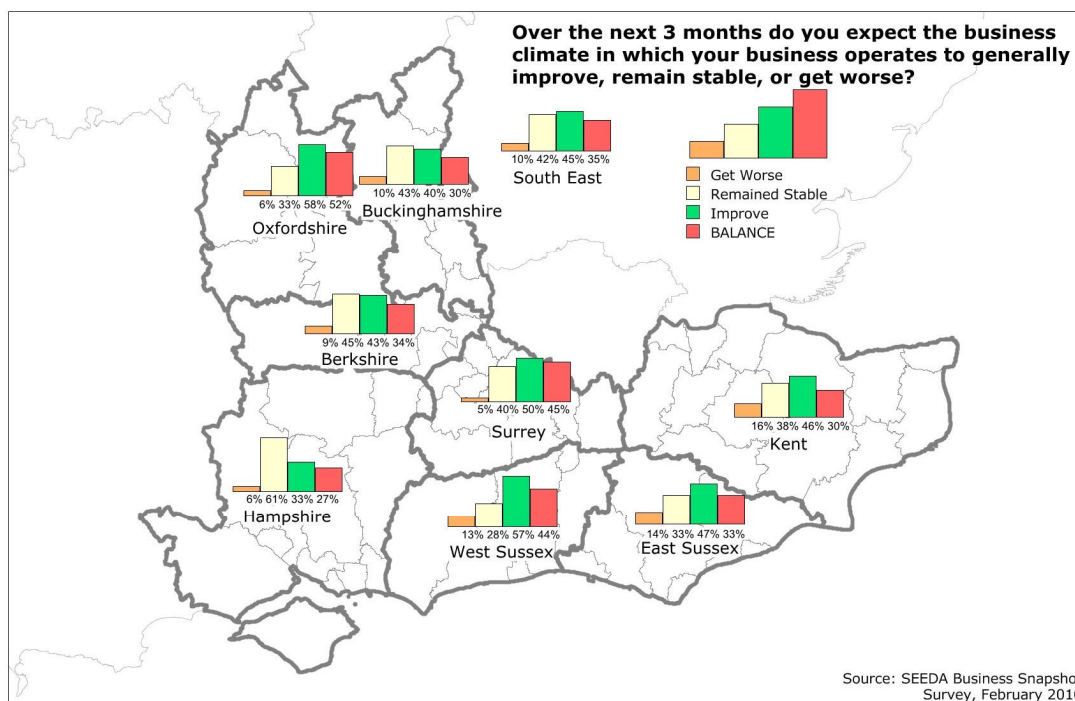 Over the next 3 months do you expect the business
climate in which your business operates to generally
improve, remain stable, or get worse?
10% 42% 45% 35%
South East
Get Worse
Remained Stable
Improve
BALANCE
6% 33% 58% 52%
Oxfordshire
10% 43% 40% 30%
Buckinghamshire
9% 45% 43% 34%
Berkshire
5% 40% 50% 45%
Surrey
16% 38% 46% 30%
Kent
6% 61% 33% 27%
Hampshire
13% 28% 57% 44%
West Sussex
14% 33% 47% 33%
East Sussex
Source: SEEDA Business Snapsho
Survey, February 201